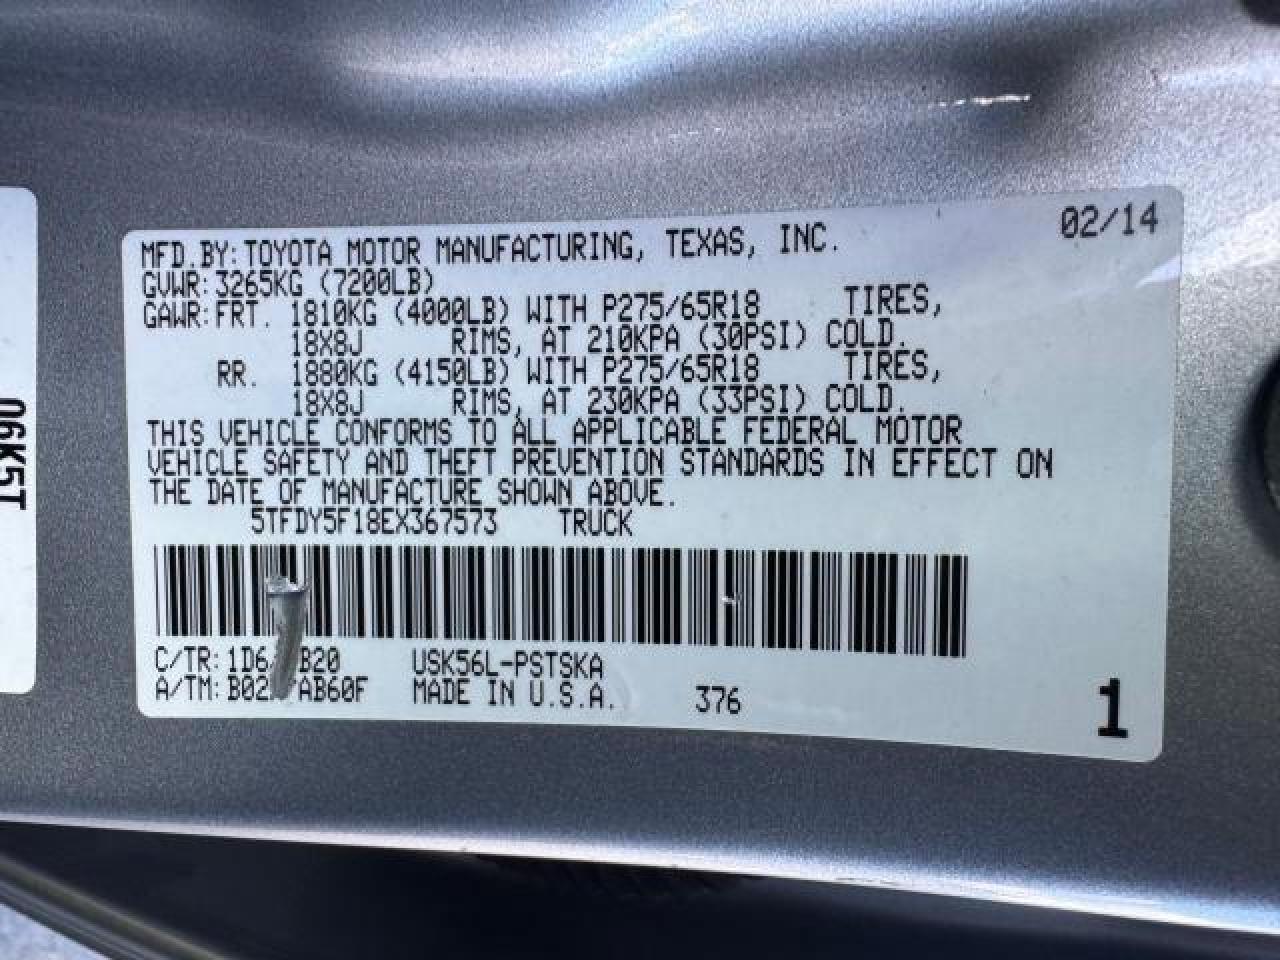 02/14
MFD.BY: TOYOTA MOTOR MANUFACTURING, TEXAS, INC.
GVWR: 3265KG (7200LB)
GAWR: FRT. 1810KG (4000LB) WITH P275/65R18 TIRES,
18X8J RIMS, AT 210KPA (30PSI) COLD.
RR. 1880KG (4150LB) WITH P275/65R18 TIRES,
18X8J RIMS, AT 230KPA (33PSI) COLD.
THIS VEHICLE CONFORMS TO ALL APPLICABLE FEDERAL MOTOR
VEHICLE SAFETY AND THEFT PREVENTION STANDARDS IN EFFECT ON
THE DATE OF MANUFACTURE SHOWN ABOVE.
5TFDY5F18EX367573 TRUCK
C/TR: USK56L-PSTSKA
A/TM: AB60F MADE IN U.S.A. 376
1
06K5T